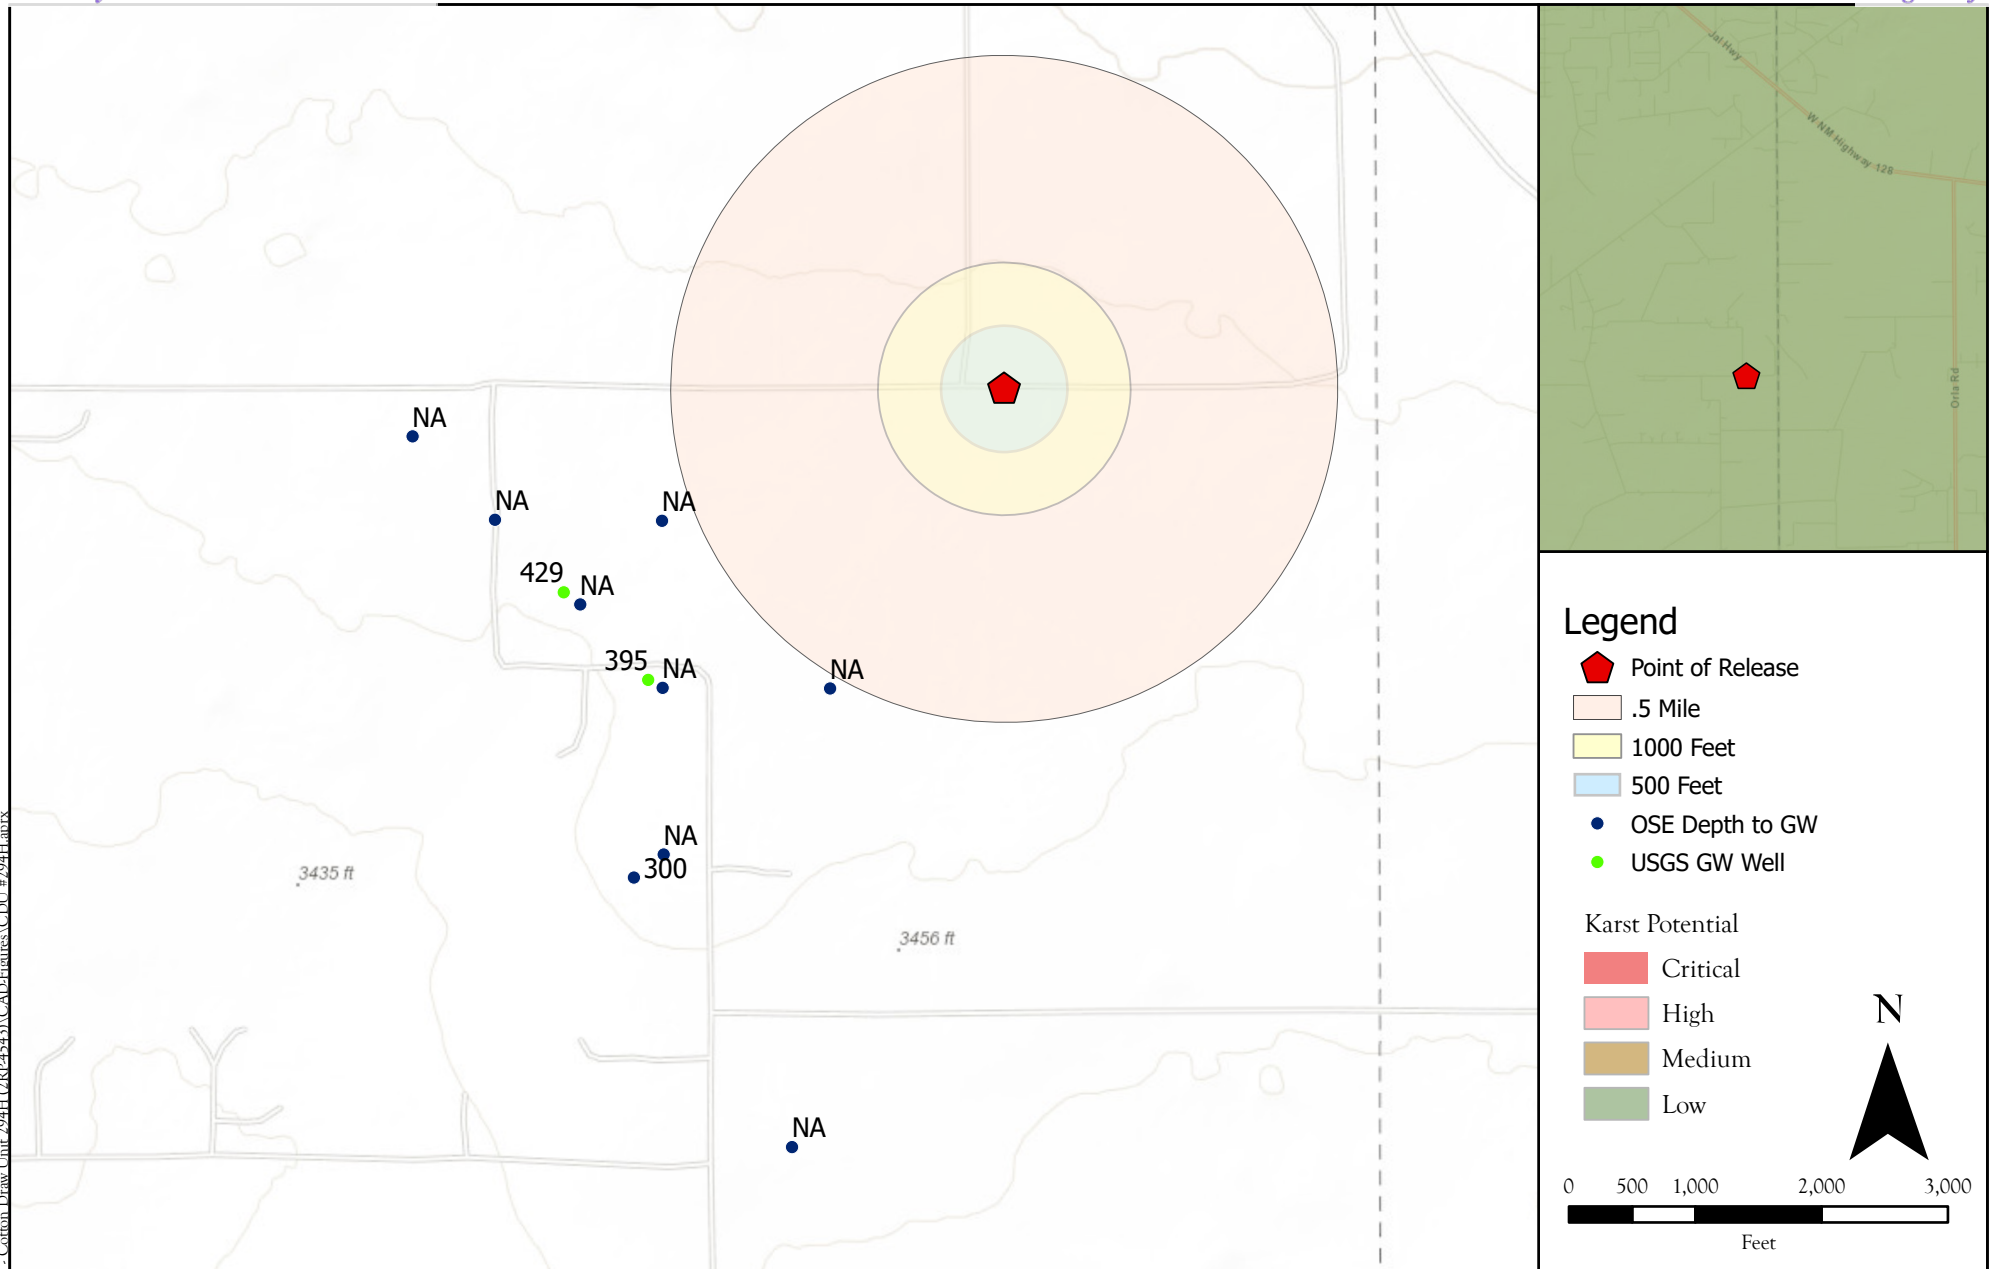 Jal Hwy
W NM Highway 128
Orla Rd
NA
NA
NA
429
NA
395
NA
NA
NA
300
3435 ft
3456 ft
NA
Legend
Point of Release
.5 Mile
1000 Feet
500 Feet
OSE Depth to GW
USGS GW Well
Karst Potential
Critical
High
Medium
Low
N
0 500 1,000 2,000 3,000
Feet